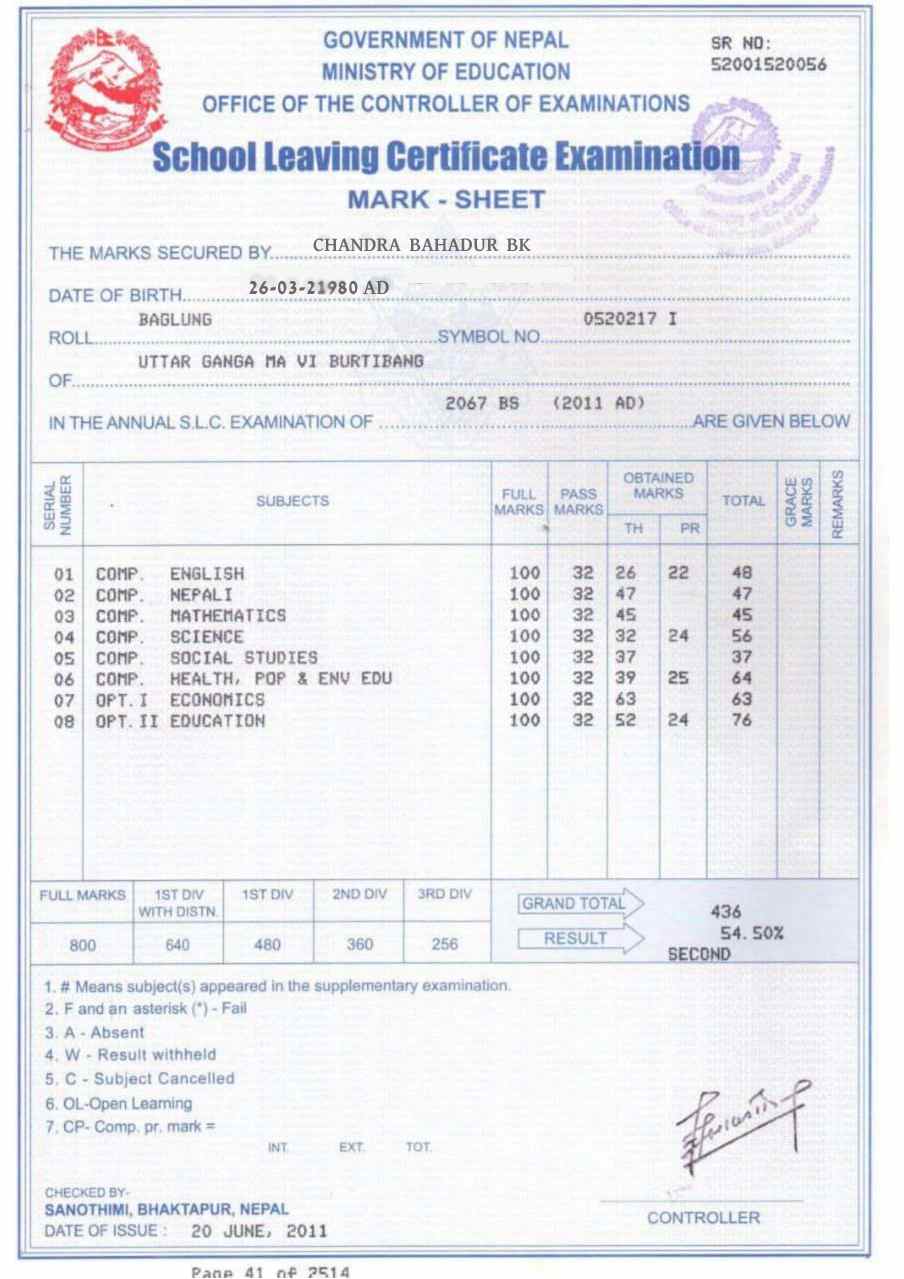 GOVERNMENT OF NEPAL
MINISTRY OF EDUCATION
OFFICE OF THE CONTROLLER OF EXAMINATIONS
SR NO:
52001520056
School Leaving Certificate Examination
MARK - SHEET
THE MARKS SECURED BY CHANDRA BAHADUR BK
DATE OF BIRTH 26-03-21980 AD
ROLL BAGLUNG SYMBOL NO 0520217 I
OF UTTAR GANGA MA VI BURTIBANG
IN THE ANNUAL S.L.C. EXAMINATION OF 2067 BS (2011 AD) ARE GIVEN BELOW
SERIAL NUMBER SUBJECTS FULL MARKS PASS MARKS OBTAINED MARKS TH PR TOTAL GRACE MARKS REMARKS
01 COMP. ENGLISH 100 32 26 22 48
02 COMP. NEPALI 100 32 47 47
03 COMP. MATHEMATICS 100 32 45 45
04 COMP. SCIENCE 100 32 32 24 56
05 COMP. SOCIAL STUDIES 100 32 37 37
06 COMP. HEALTH, POP & ENV EDU 100 32 39 25 64
07 OPT.I ECONOMICS 100 32 63 63
08 OPT.II EDUCATION 100 32 52 24 76
FULL MARKS 1ST DIV WITH DISTN. 1ST DIV 2ND DIV 3RD DIV
800 640 480 360 256
GRAND TOTAL 436
RESULT 54.50%
SECOND
1. # Means subject(s) appeared in the supplementary examination.
2. F and an asterisk (*) - Fail
3. A - Absent
4. W - Result withheld
5. C - Subject Cancelled
6. OL-Open Learning
7. CP- Comp. pr. mark =
INT. EXT. TOT.
CHECKED BY-
SANOTHIMI, BHAKTAPUR, NEPAL
DATE OF ISSUE : 20 JUNE, 2011
CONTROLLER
Page 41 of 2514